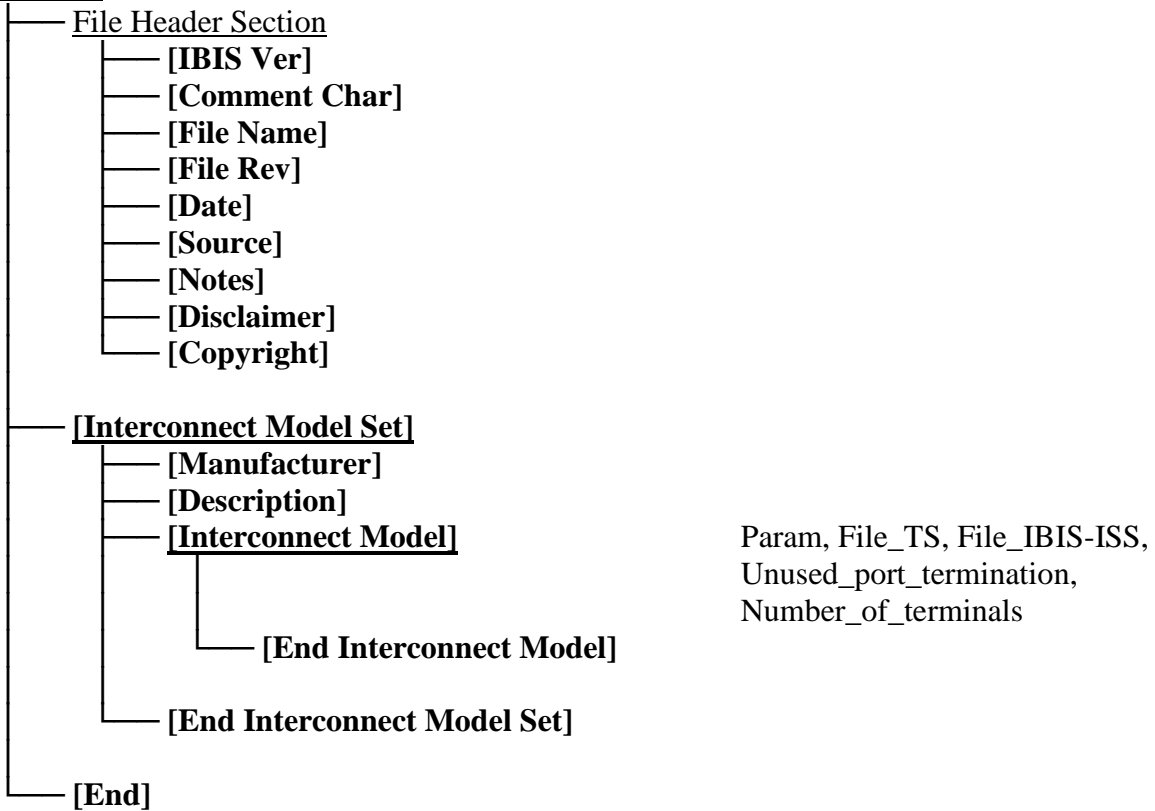 File Header Section
[IBIS Ver]
[Comment Char]
[File Name]
[File Rev]
[Date]
[Source]
[Notes]
[Disclaimer]
[Copyright]
[Interconnect Model Set]
[Manufacturer]
[Description]
[Interconnect Model] Param, File_TS, File_IBIS-ISS,
Unused_port_termination,
Number_of_terminals
[End Interconnect Model]
[End Interconnect Model Set]
[End]